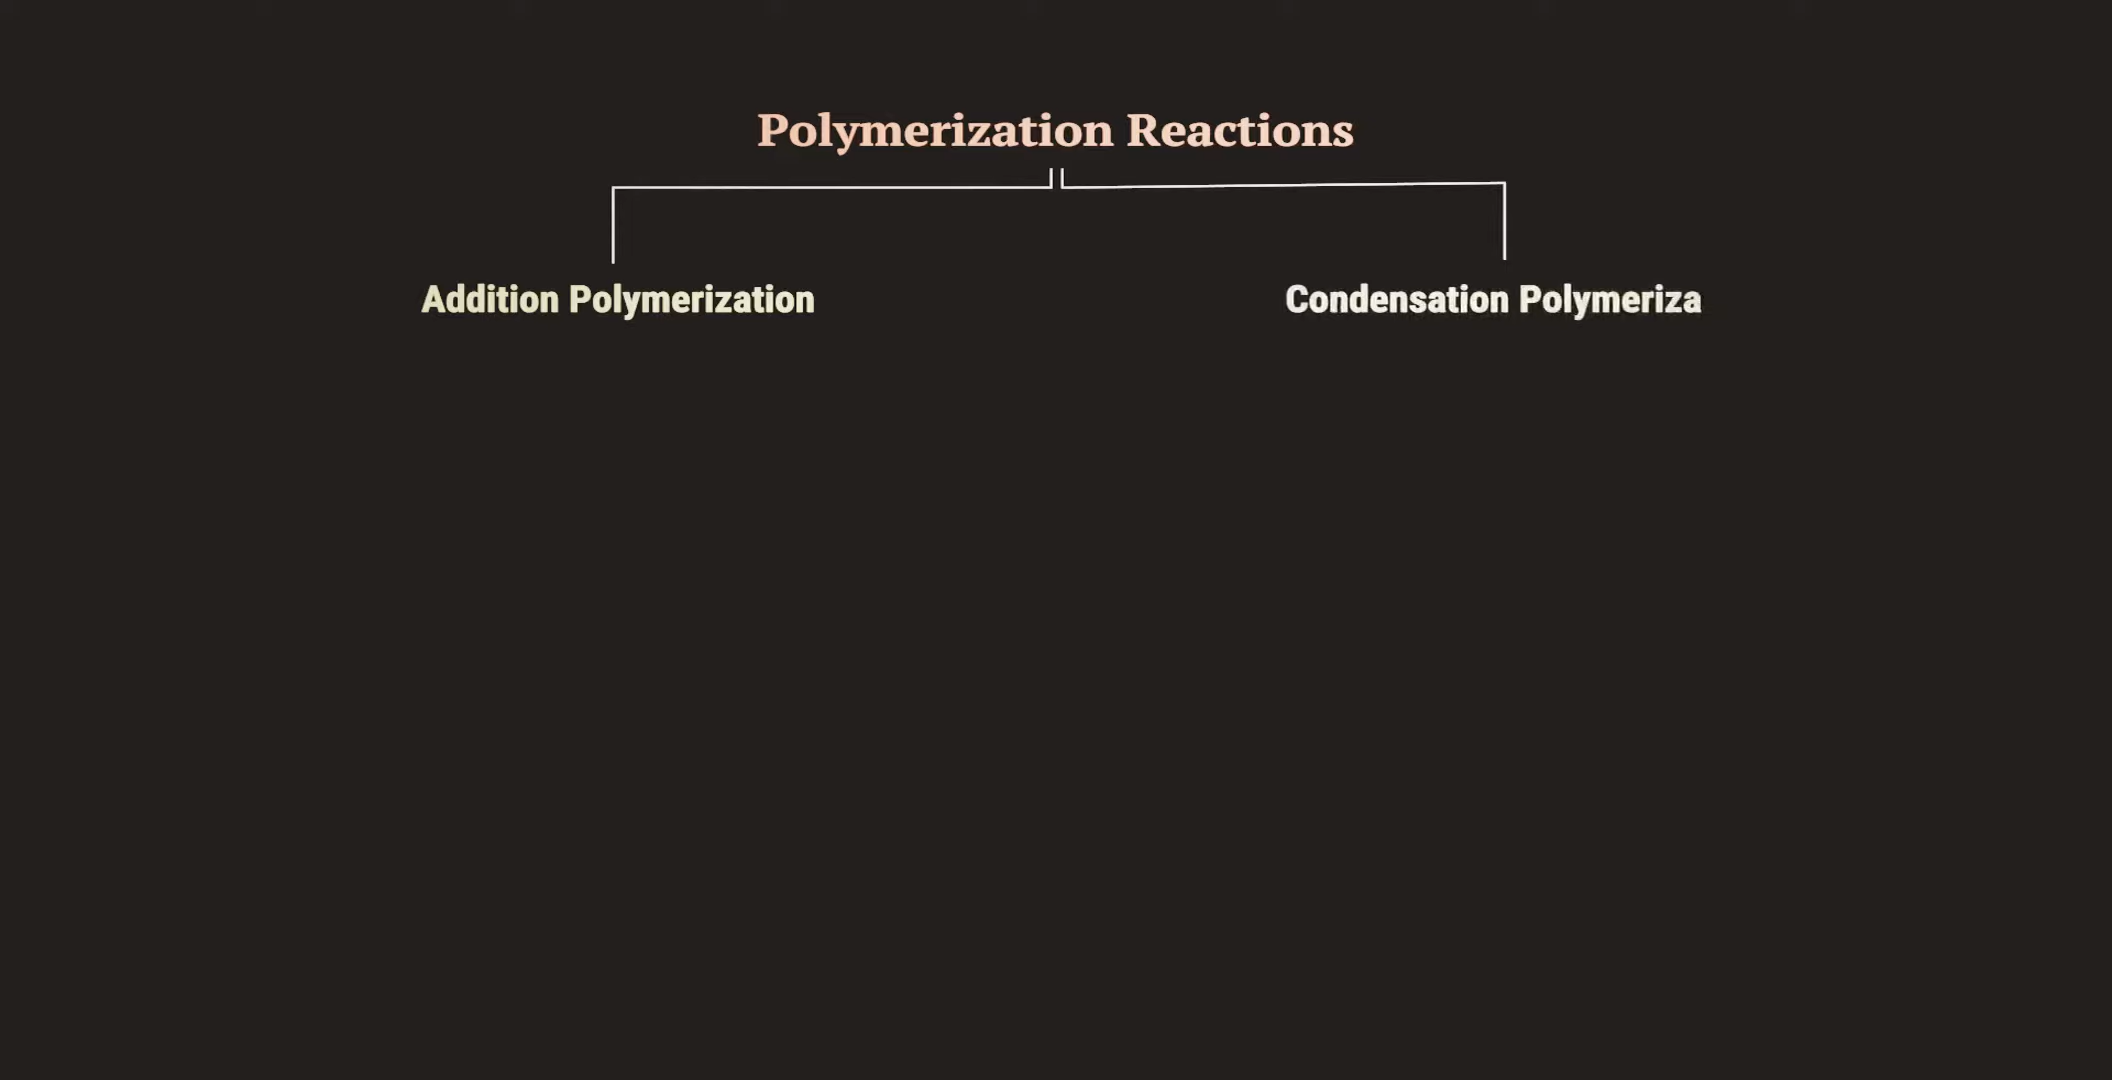 Polymerization Reactions
Addition Polymerization
Condensation Polymeriza